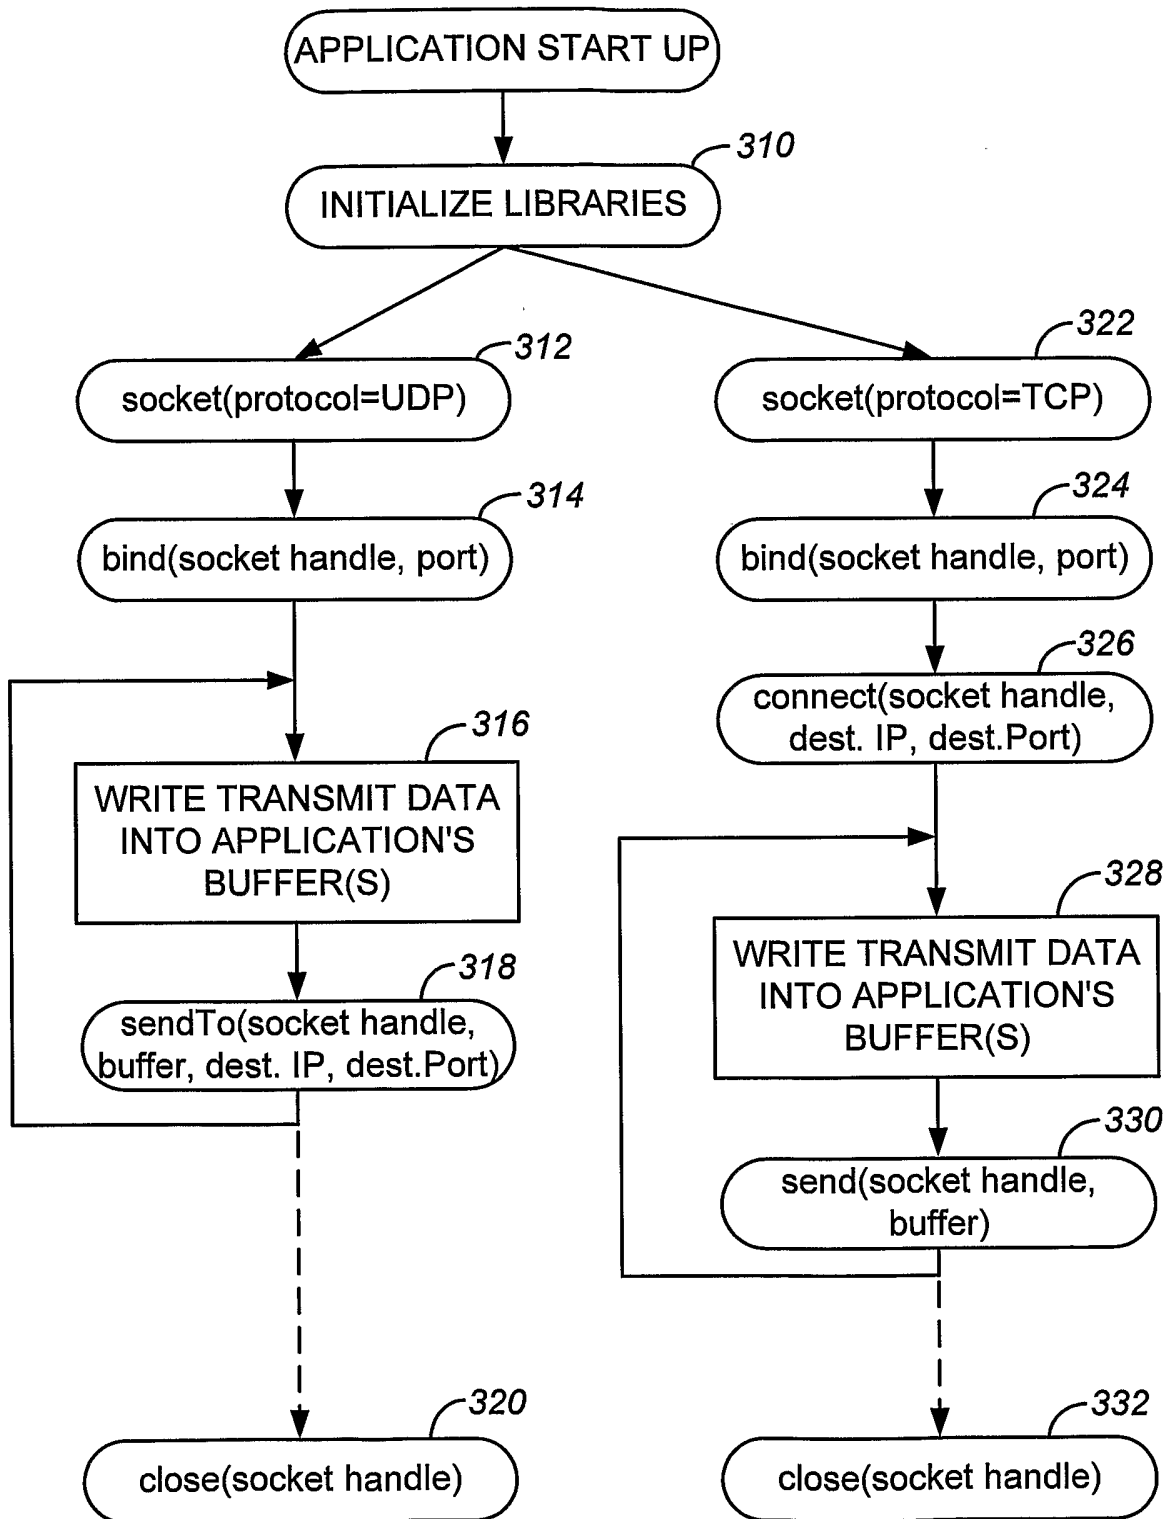 APPLICATION START UP
310
INITIALIZE LIBRARIES
312
socket(protocol=UDP)
314
bind(socket handle, port)
316
WRITE TRANSMIT DATA
INTO APPLICATION'S
BUFFER(S)
318
sendTo(socket handle,
buffer, dest. IP, dest.Port)
320
close(socket handle)
322
socket(protocol=TCP)
324
bind(socket handle, port)
326
connect(socket handle,
dest. IP, dest.Port)
328
WRITE TRANSMIT DATA
INTO APPLICATION'S
BUFFER(S)
330
send(socket handle,
buffer)
332
close(socket handle)